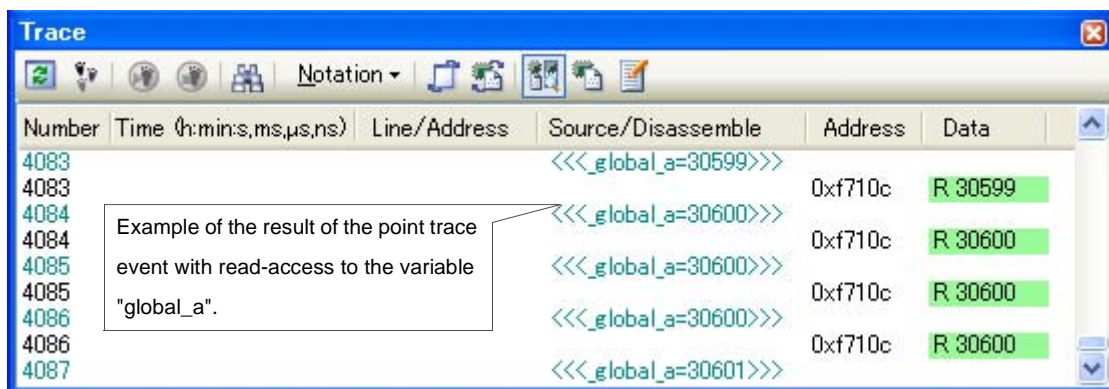 Trace
Notation
Number Time (h:min:s,ms,μs,ns) Line/Address Source/Disassemble Address Data
4083 <<<_global_a=30599>>>
4083 0xf710c R 30599
4084 <<<_global_a=30600>>>
4084 0xf710c R 30600
4085 <<<_global_a=30600>>>
4085 0xf710c R 30600
4086 <<<_global_a=30600>>>
4086 0xf710c R 30600
4087 <<<_global_a=30601>>>
Example of the result of the point trace
event with read-access to the variable
"global_a".